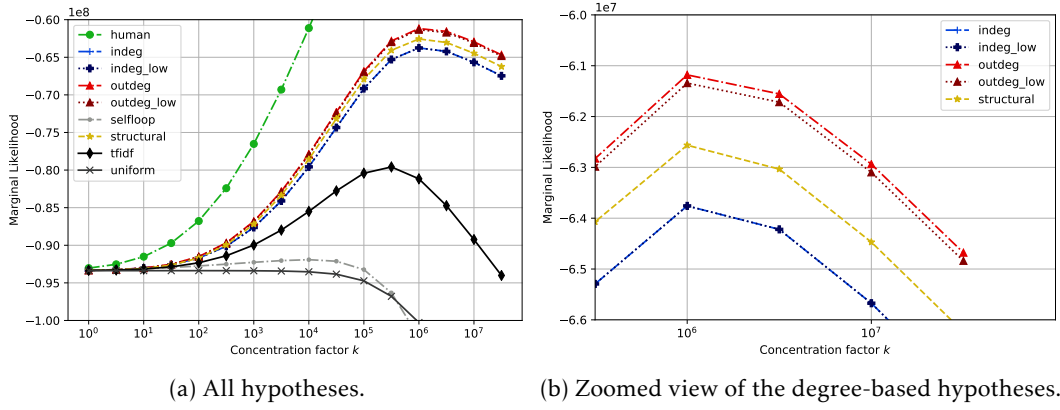 1e8
−0.60
−0.65
−0.70
−0.75
−0.80
−0.85
−0.90
−0.95
−1.00
Marginal Likelihood
human
indeg
indeg_low
outdeg
outdeg_low
selfloop
structural
tfidf
uniform
10^0 10^1 10^2 10^3 10^4 10^5 10^6 10^7
Concentration factor k
(a) All hypotheses.
1e7
−6.0
−6.1
−6.2
−6.3
−6.4
−6.5
−6.6
Marginal Likelihood
indeg
indeg_low
outdeg
outdeg_low
structural
10^6 10^7
Concentration factor k
(b) Zoomed view of the degree-based hypotheses.